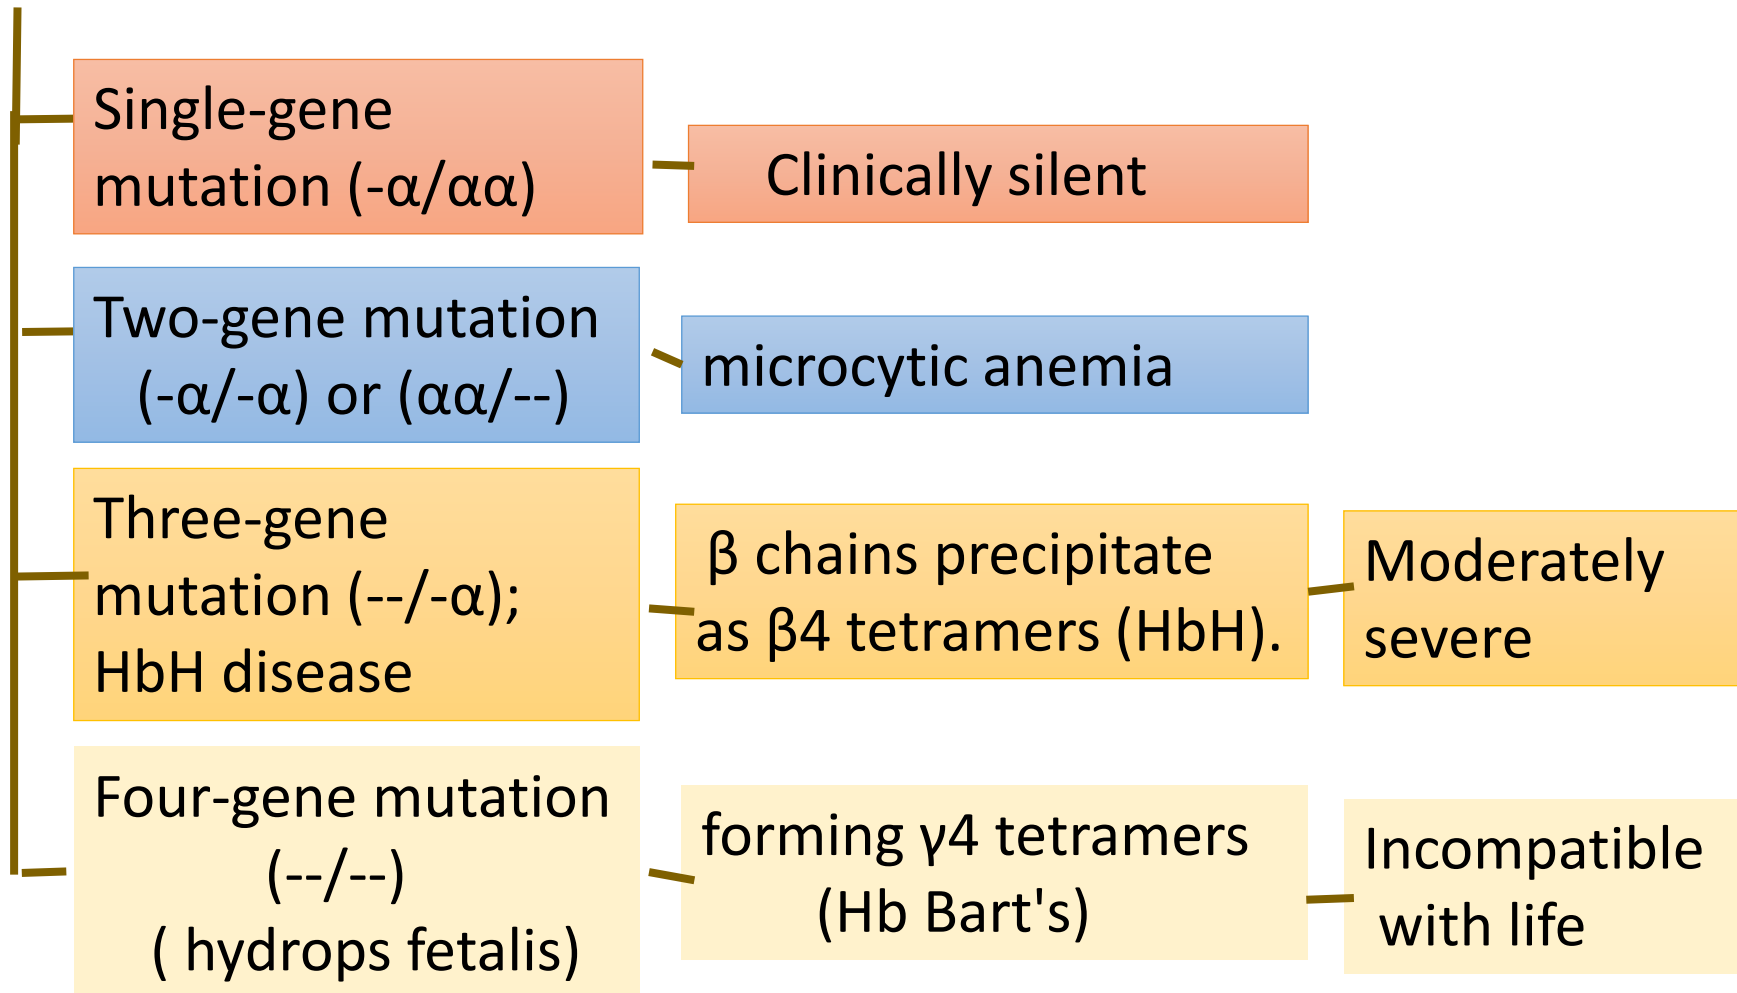 Single-gene
mutation (-α/αα)
Clinically silent
Two-gene mutation
(-α/-α) or (αα/--)
microcytic anemia
Three-gene
mutation (--/-α);
HbH disease
β chains precipitate
as β4 tetramers (HbH).
Moderately
severe
Four-gene mutation
(--/--)
( hydrops fetalis)
forming γ4 tetramers
(Hb Bart's)
Incompatible
with life